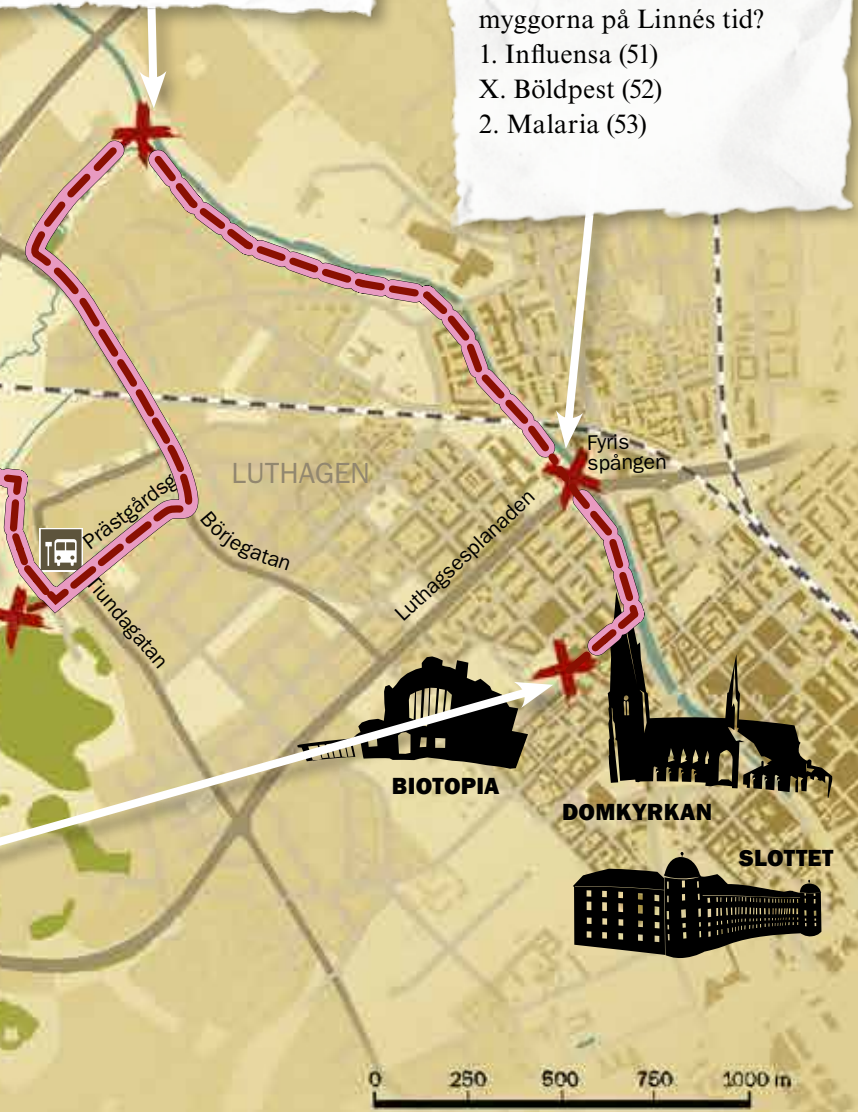 myggorna på Linnés tid?
1. Influensa (51)
X. Böldpest (52)
2. Malaria (53)
Fyris
spången
LUTHAGEN
Prästgårdsg
Börjegatan
Luthagsesplanaden
Tiundagatan
BIOTOPIA
DOMKYRKAN
SLOTTET
0 250 500 750 1000 m